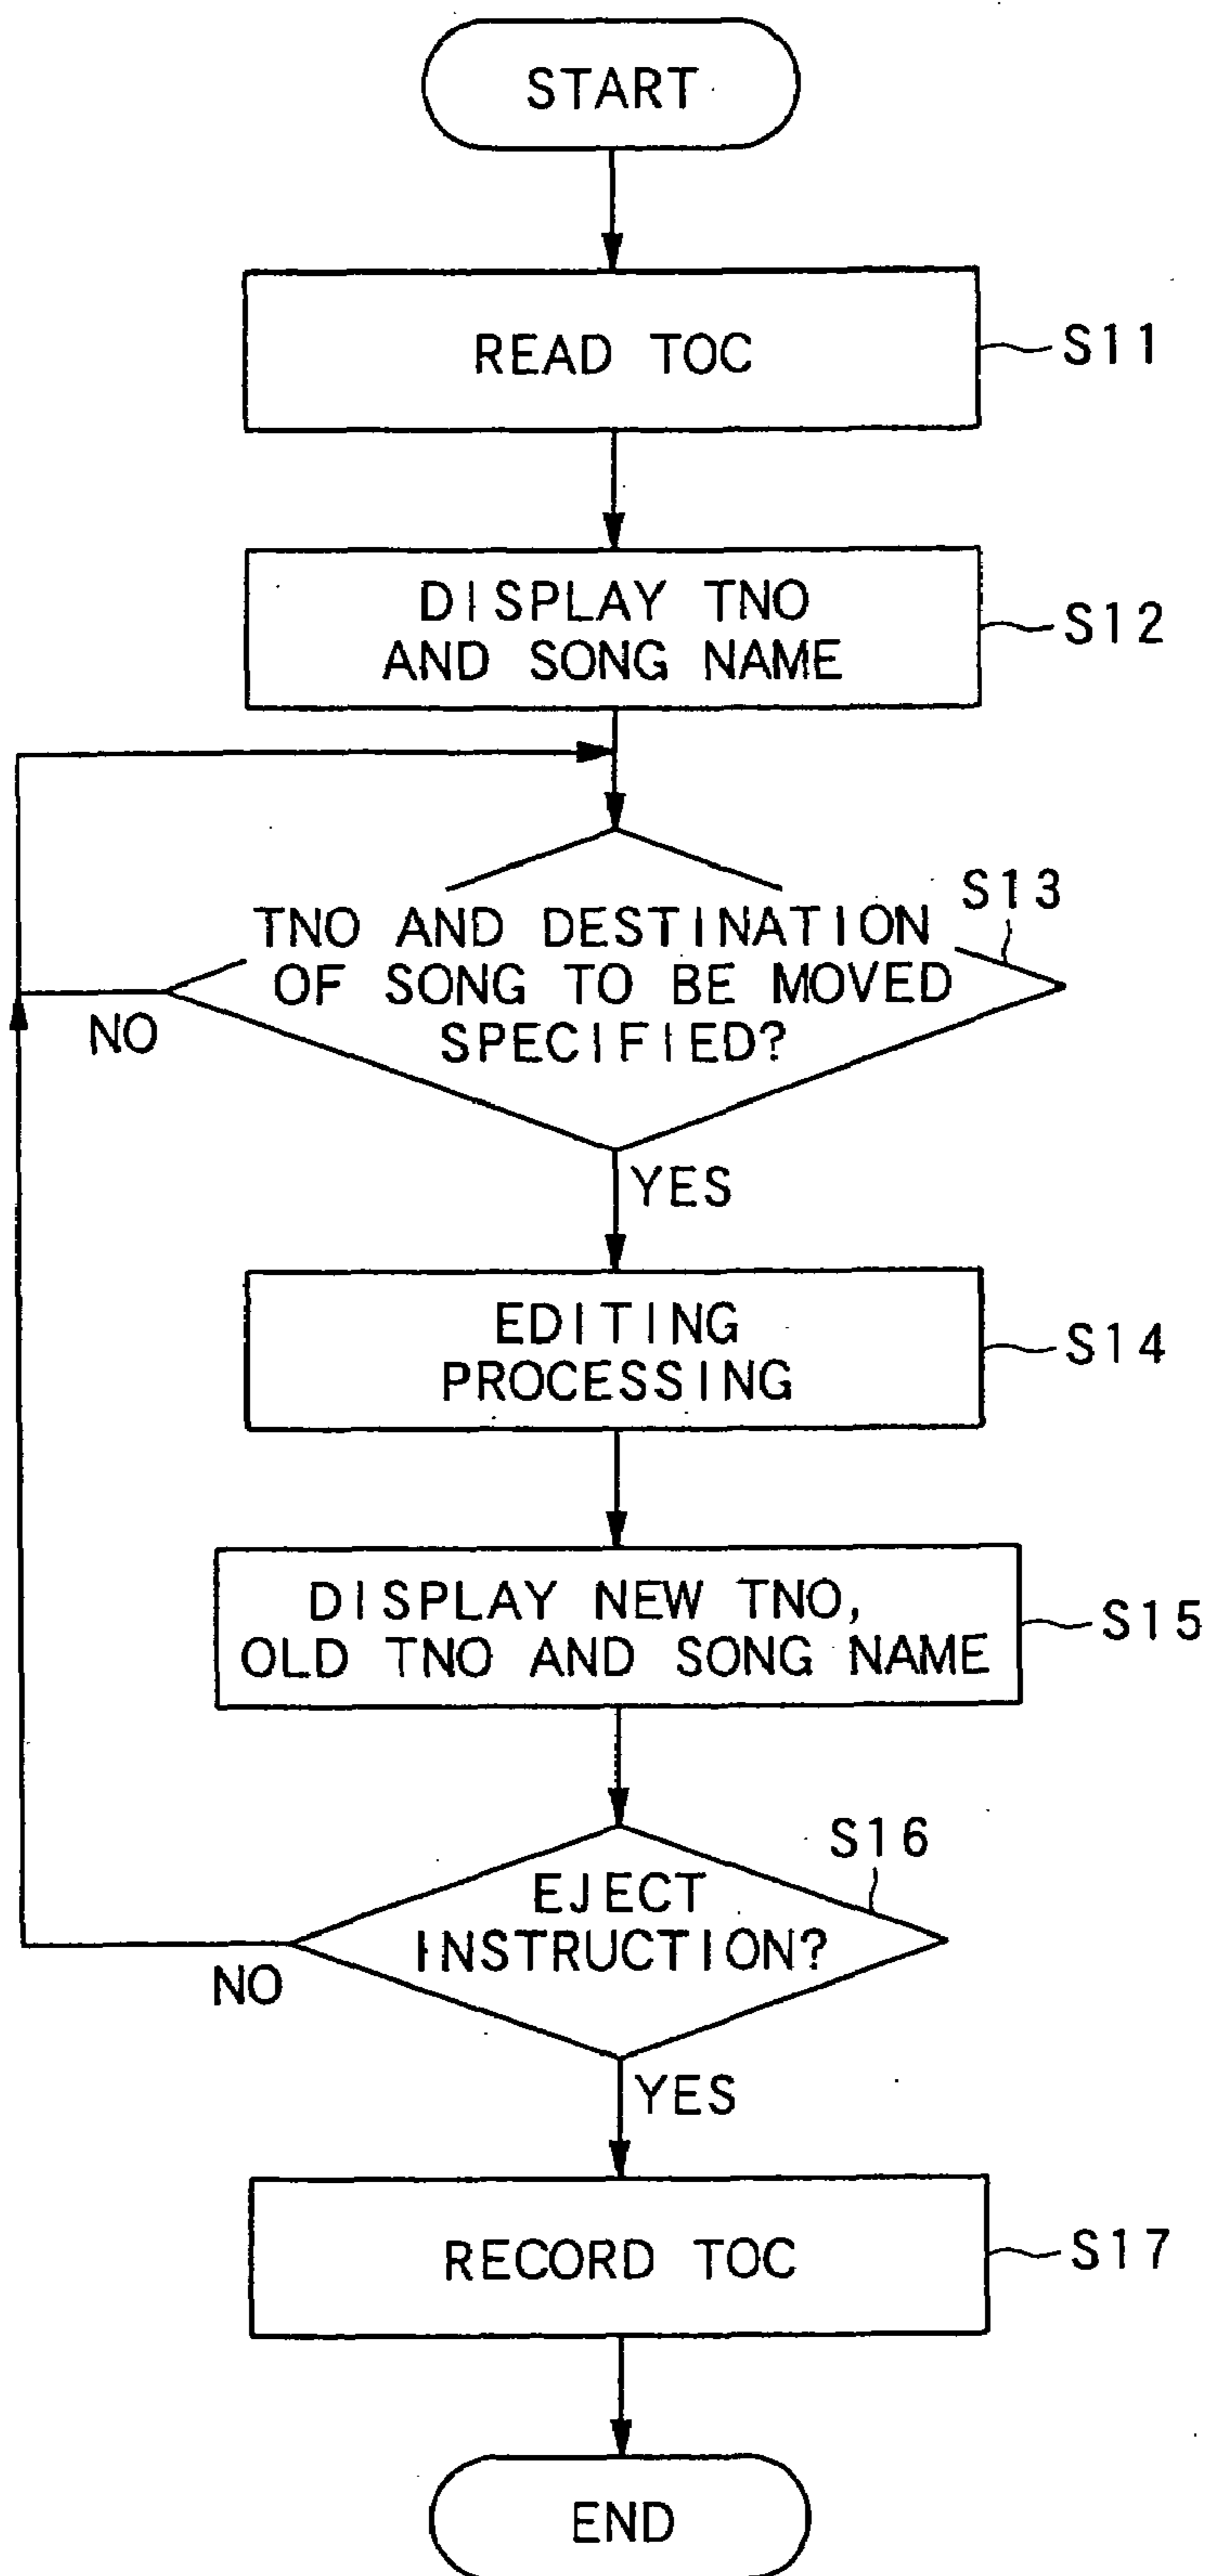 START
READ TOC
S11
DISPLAY TNO
AND SONG NAME
S12
S13
TNO AND DESTINATION
OF SONG TO BE MOVED
SPECIFIED?
NO
YES
EDITING
PROCESSING
S14
DISPLAY NEW TNO,
OLD TNO AND SONG NAME
S15
S16
EJECT
INSTRUCTION?
NO
YES
RECORD TOC
S17
END